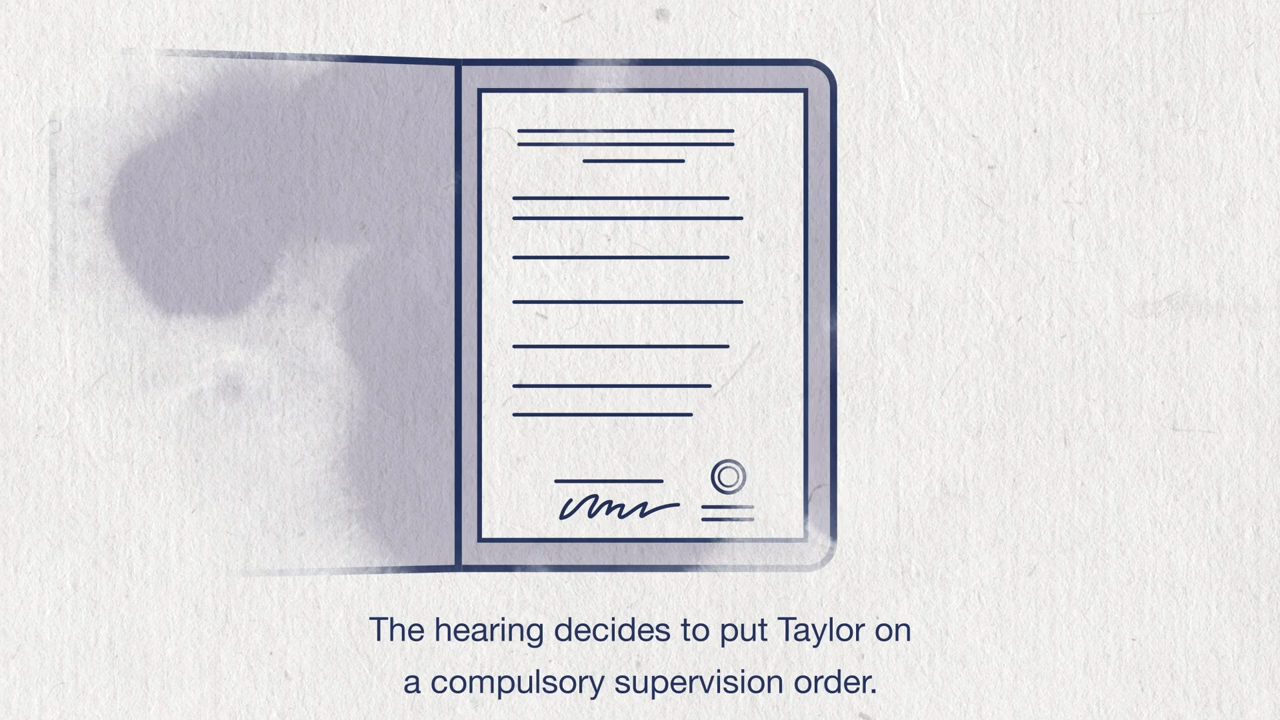 The hearing decides to put Taylor on
a compulsory supervision order.